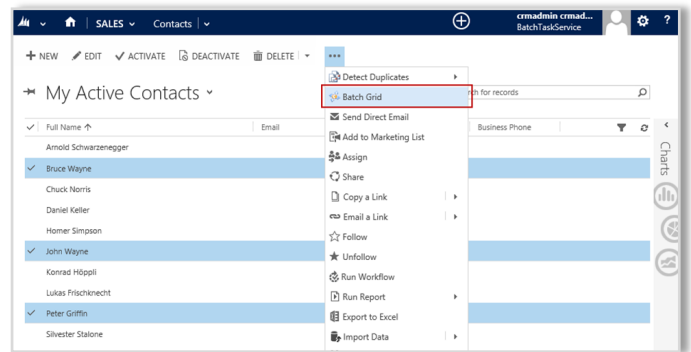 SALES Contacts crmadmin crmad...
BatchTaskService ?
NEW EDIT ACTIVATE DEACTIVATE DELETE ...
Detect Duplicates
My Active Contacts
Batch Grid
rch for records
Send Direct Email
Full Name Email Business Phone
Add to Marketing List
Arnold Schwarzenegger
Charts
Assign
Bruce Wayne
Share
Chuck Norris
Copy a Link
Daniel Keller
Email a Link
Homer Simpson
Follow
John Wayne
Unfollow
Konrad Höppli
Run Workflow
Lukas Frischknecht
Run Report
Peter Griffin
Export to Excel
Silvester Stalone
Import Data